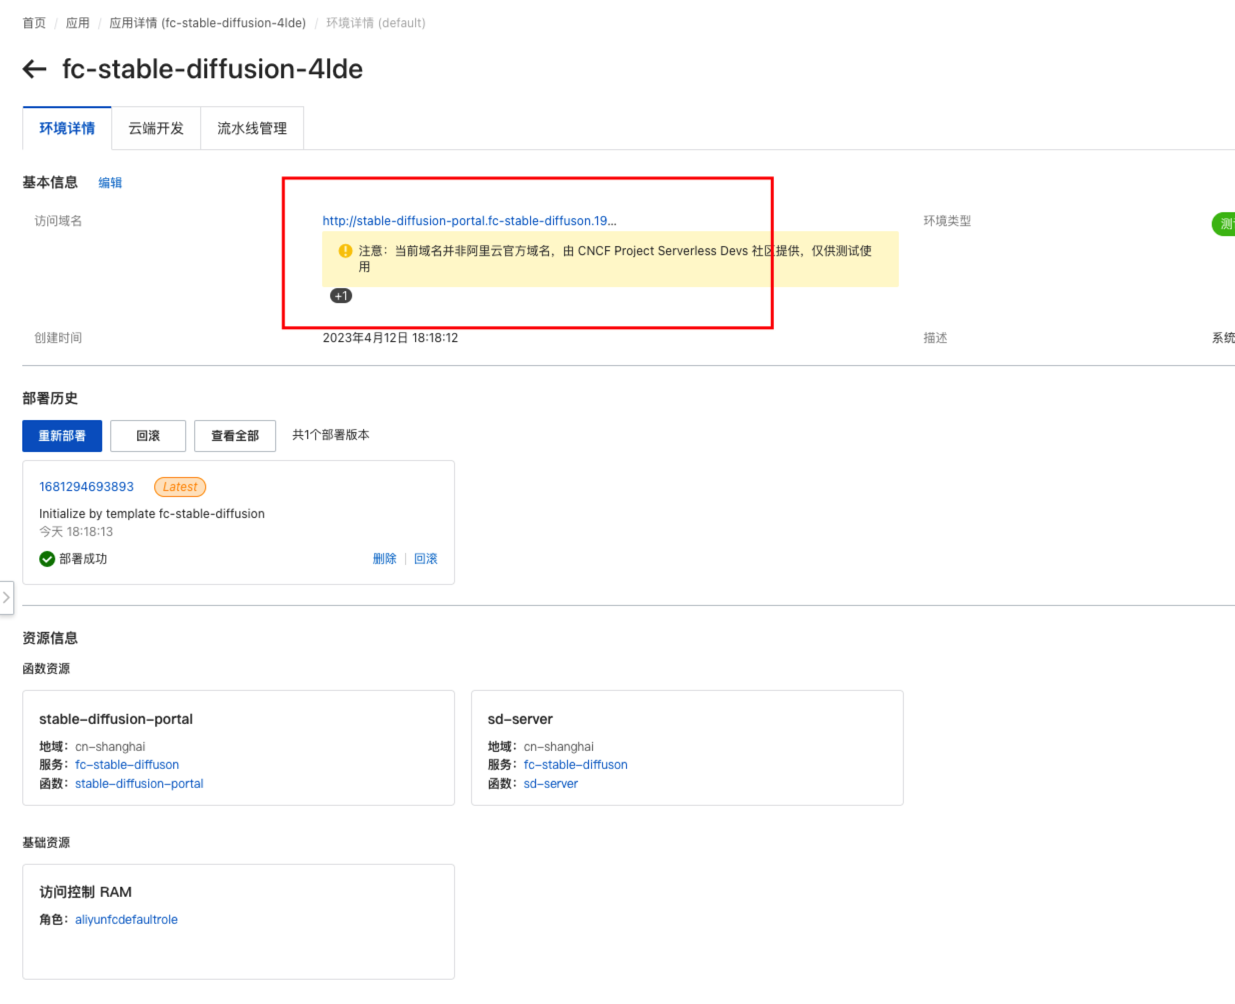 首页 / 应用 / 应用详情 (fc-stable-diffusion-4lde) / 环境详情 (default)
fc-stable-diffusion-4lde
环境详情 云端开发 流水线管理
基本信息 编辑
访问域名 http://stable-diffusion-portal.fc-stable-diffuson.19... 环境类型 测
注意：当前域名并非阿里云官方域名，由 CNCF Project Serverless Devs 社区提供，仅供测试使
用
+1
创建时间 2023年4月12日 18:18:12 描述 系统
部署历史
重新部署 回滚 查看全部 共1个部署版本
1681294693893 Latest
Initialize by template fc-stable-diffusion
今天 18:18:13
部署成功 删除 回滚
资源信息
函数资源
stable-diffusion-portal
地域： cn-shanghai
服务： fc-stable-diffuson
函数： stable-diffusion-portal
sd-server
地域： cn-shanghai
服务： fc-stable-diffuson
函数： sd-server
基础资源
访问控制 RAM
角色： aliyunfcdefaultrole